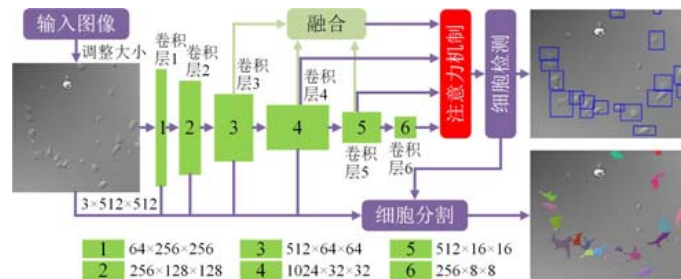 输入图像
调整大小
卷积层1
卷积层2
卷积层3
卷积层4
融合
注意力机制
细胞检测
1
2
3
4
5
6
卷积层5
卷积层6
3×512×512
细胞分割
1 64×256×256
3 512×64×64
5 512×16×16
2 256×128×128
4 1024×32×32
6 256×8×8